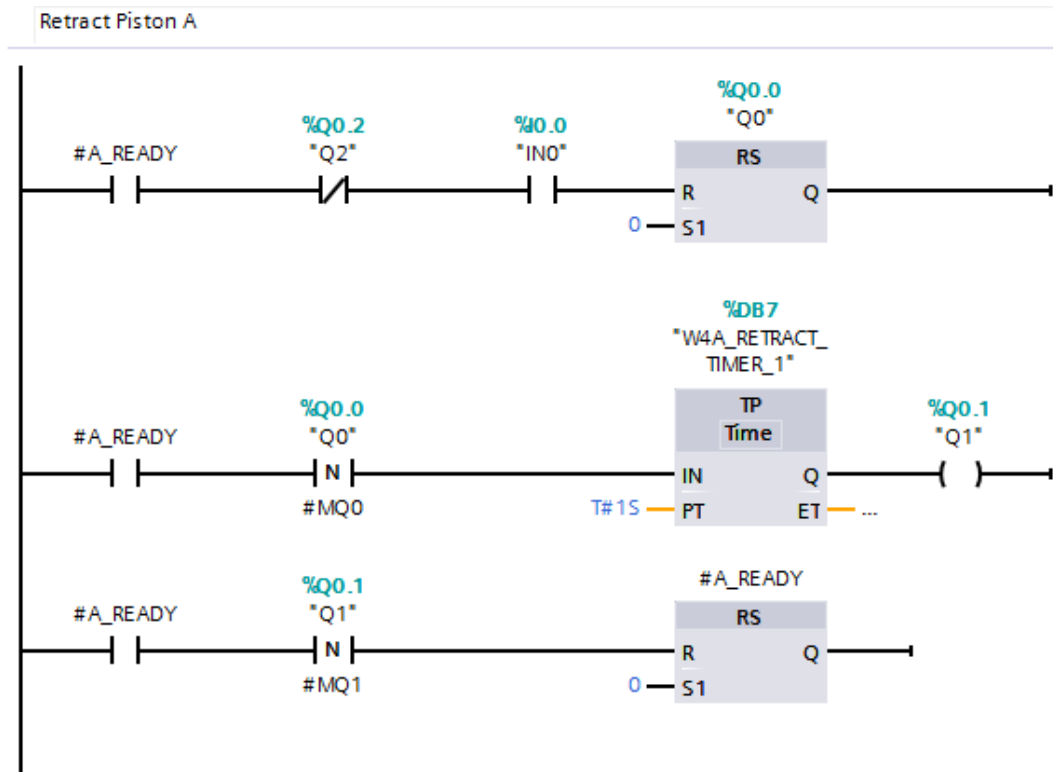 Retract Piston A
%Q0.0
%Q0.2 %I0.0 "Q0"
#A_READY "Q2" "IN0" RS
R Q
0 S1
%DB7
"W4A_RETRACT_
TIMER_1"
%Q0.0 TP %Q0.1
#A_READY "Q0" Time "Q1"
N IN Q
#MQ0 T#1S PT ET ...
%Q0.1 #A_READY
#A_READY "Q1" RS
N R Q
#MQ1 0 S1